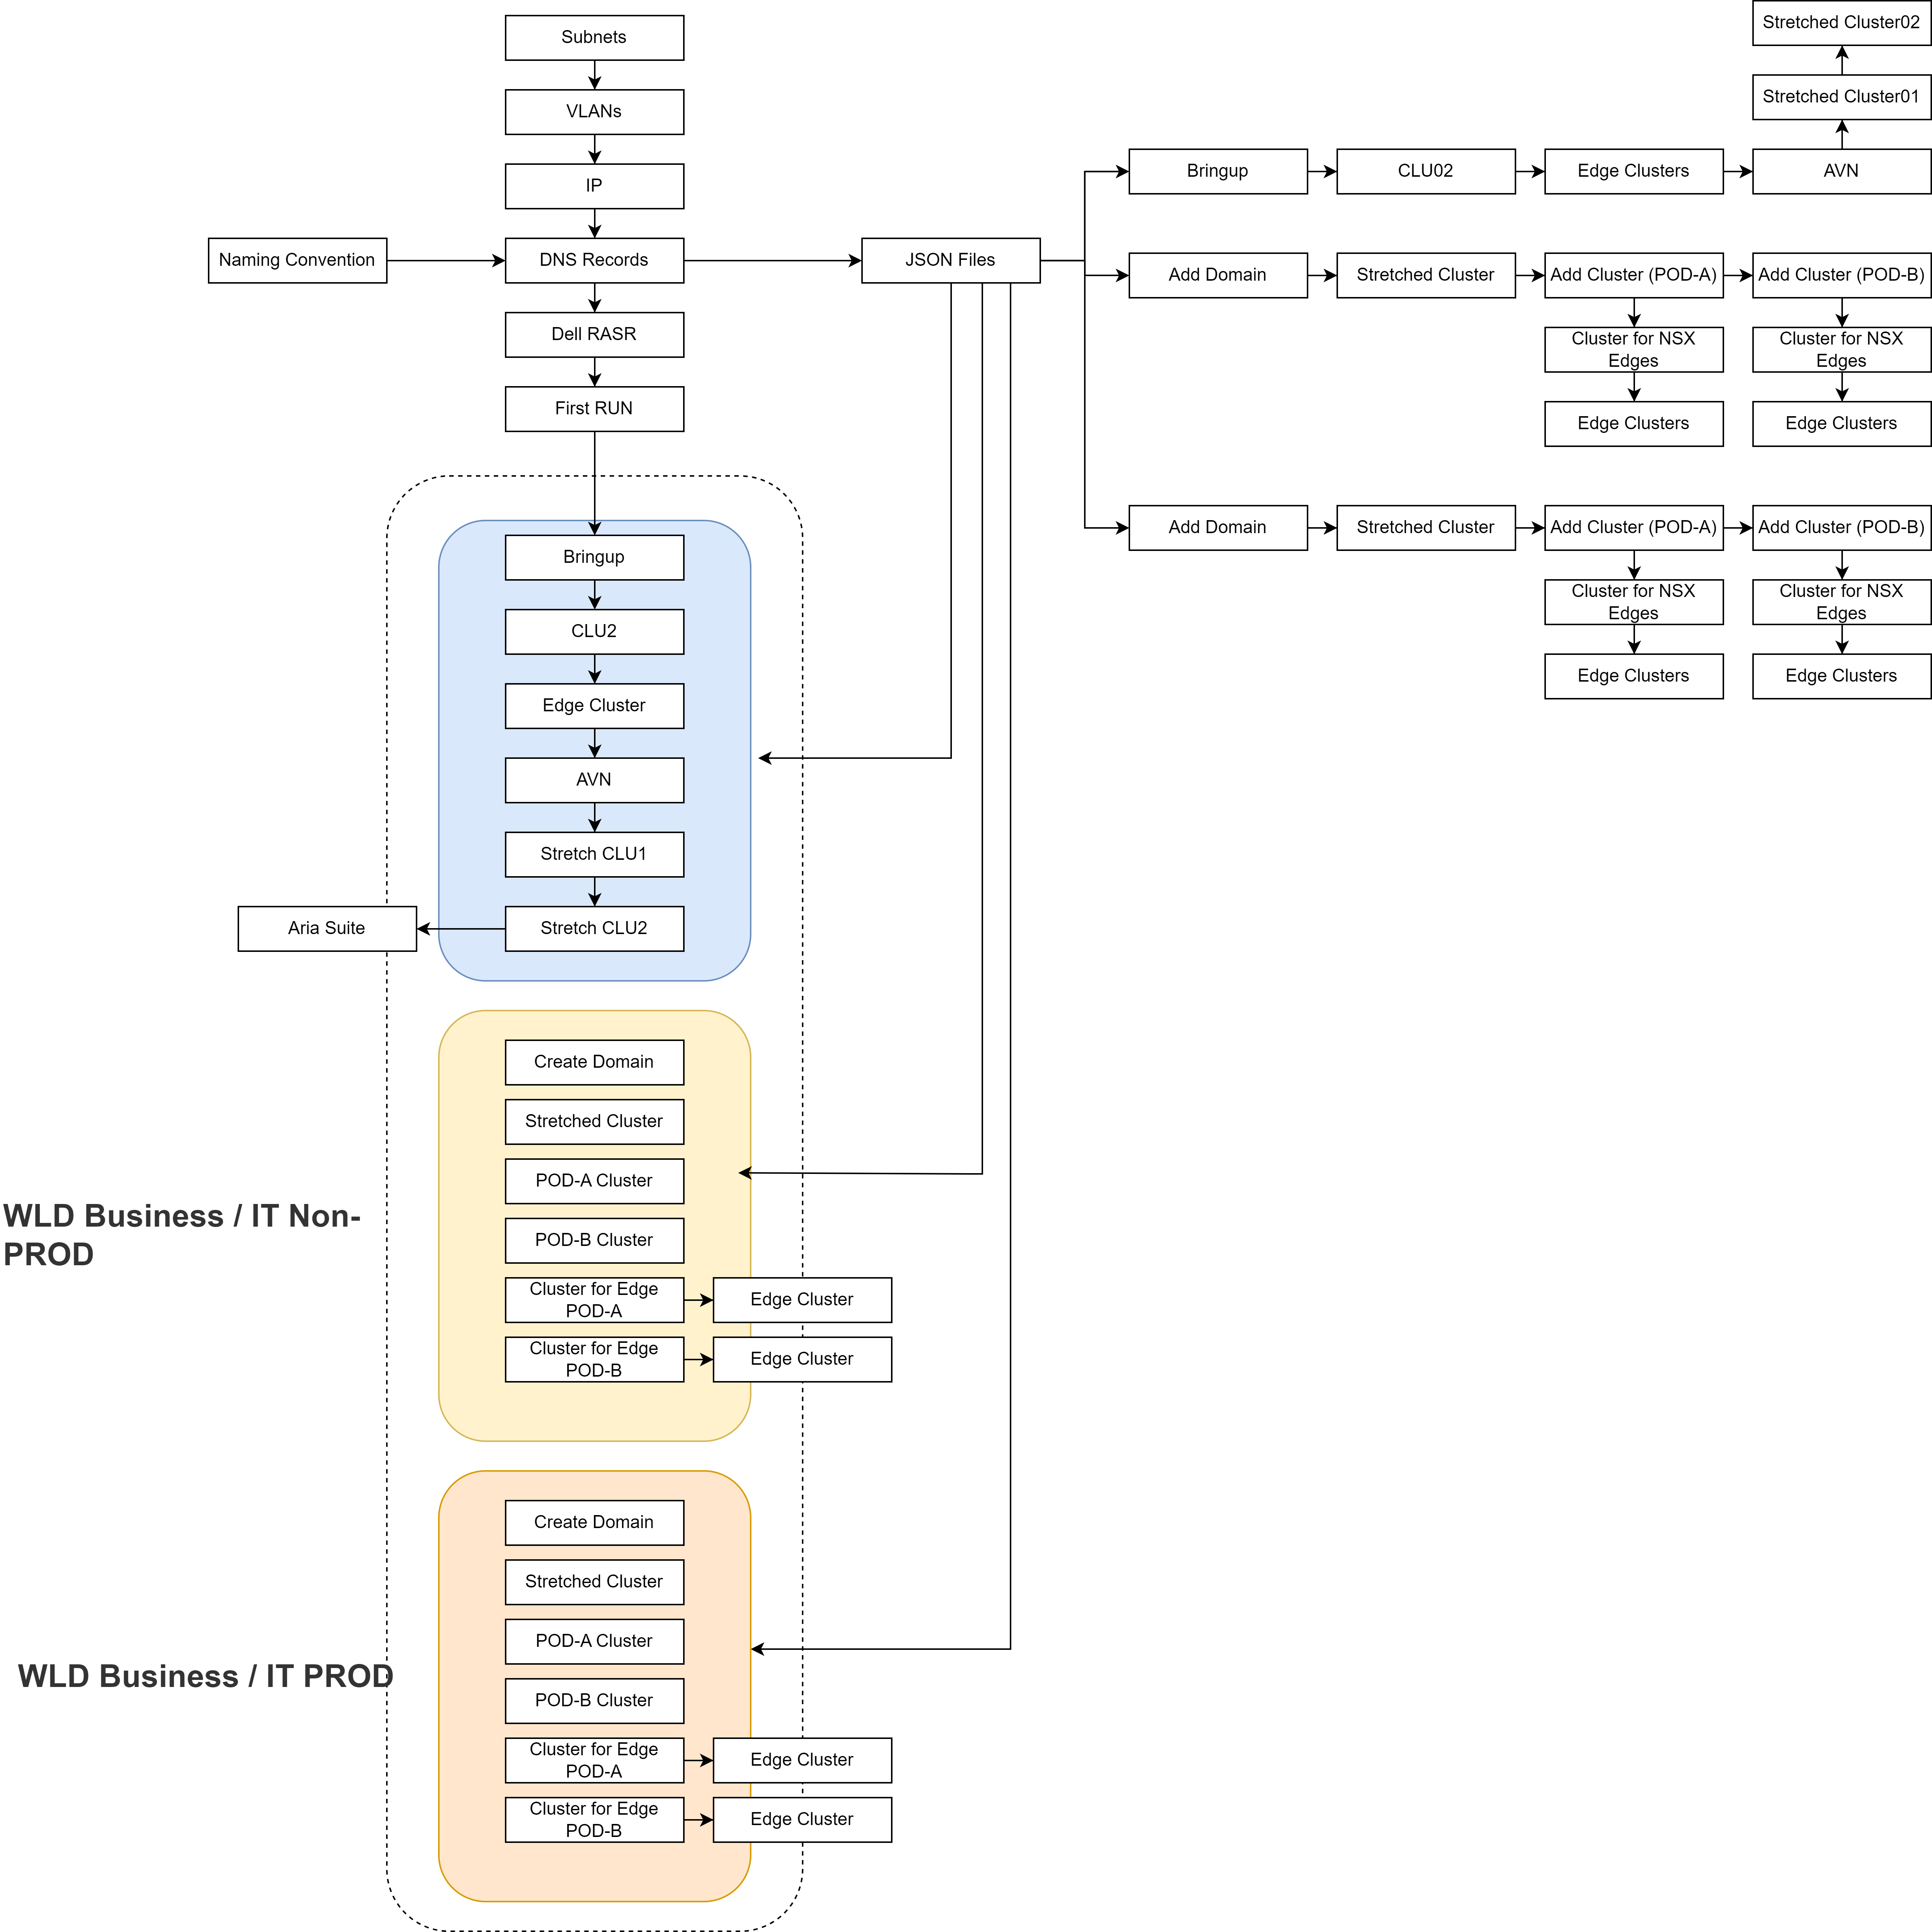 Subnets
VLANs
IP
Naming Convention
DNS Records
JSON Files
Dell RASR
First RUN
Stretched Cluster02
Stretched Cluster01
Bringup
CLU02
Edge Clusters
AVN
Add Domain
Stretched Cluster
Add Cluster (POD-A)
Add Cluster (POD-B)
Cluster for NSX
Edges
Cluster for NSX
Edges
Edge Clusters
Edge Clusters
Add Domain
Stretched Cluster
Add Cluster (POD-A)
Add Cluster (POD-B)
Cluster for NSX
Edges
Cluster for NSX
Edges
Edge Clusters
Edge Clusters
Bringup
CLU2
Edge Cluster
AVN
Stretch CLU1
Stretch CLU2
Aria Suite
WLD Business / IT Non-
PROD
Create Domain
Stretched Cluster
POD-A Cluster
POD-B Cluster
Cluster for Edge
POD-A
Edge Cluster
Cluster for Edge
POD-B
Edge Cluster
WLD Business / IT PROD
Create Domain
Stretched Cluster
POD-A Cluster
POD-B Cluster
Cluster for Edge
POD-A
Edge Cluster
Cluster for Edge
POD-B
Edge Cluster